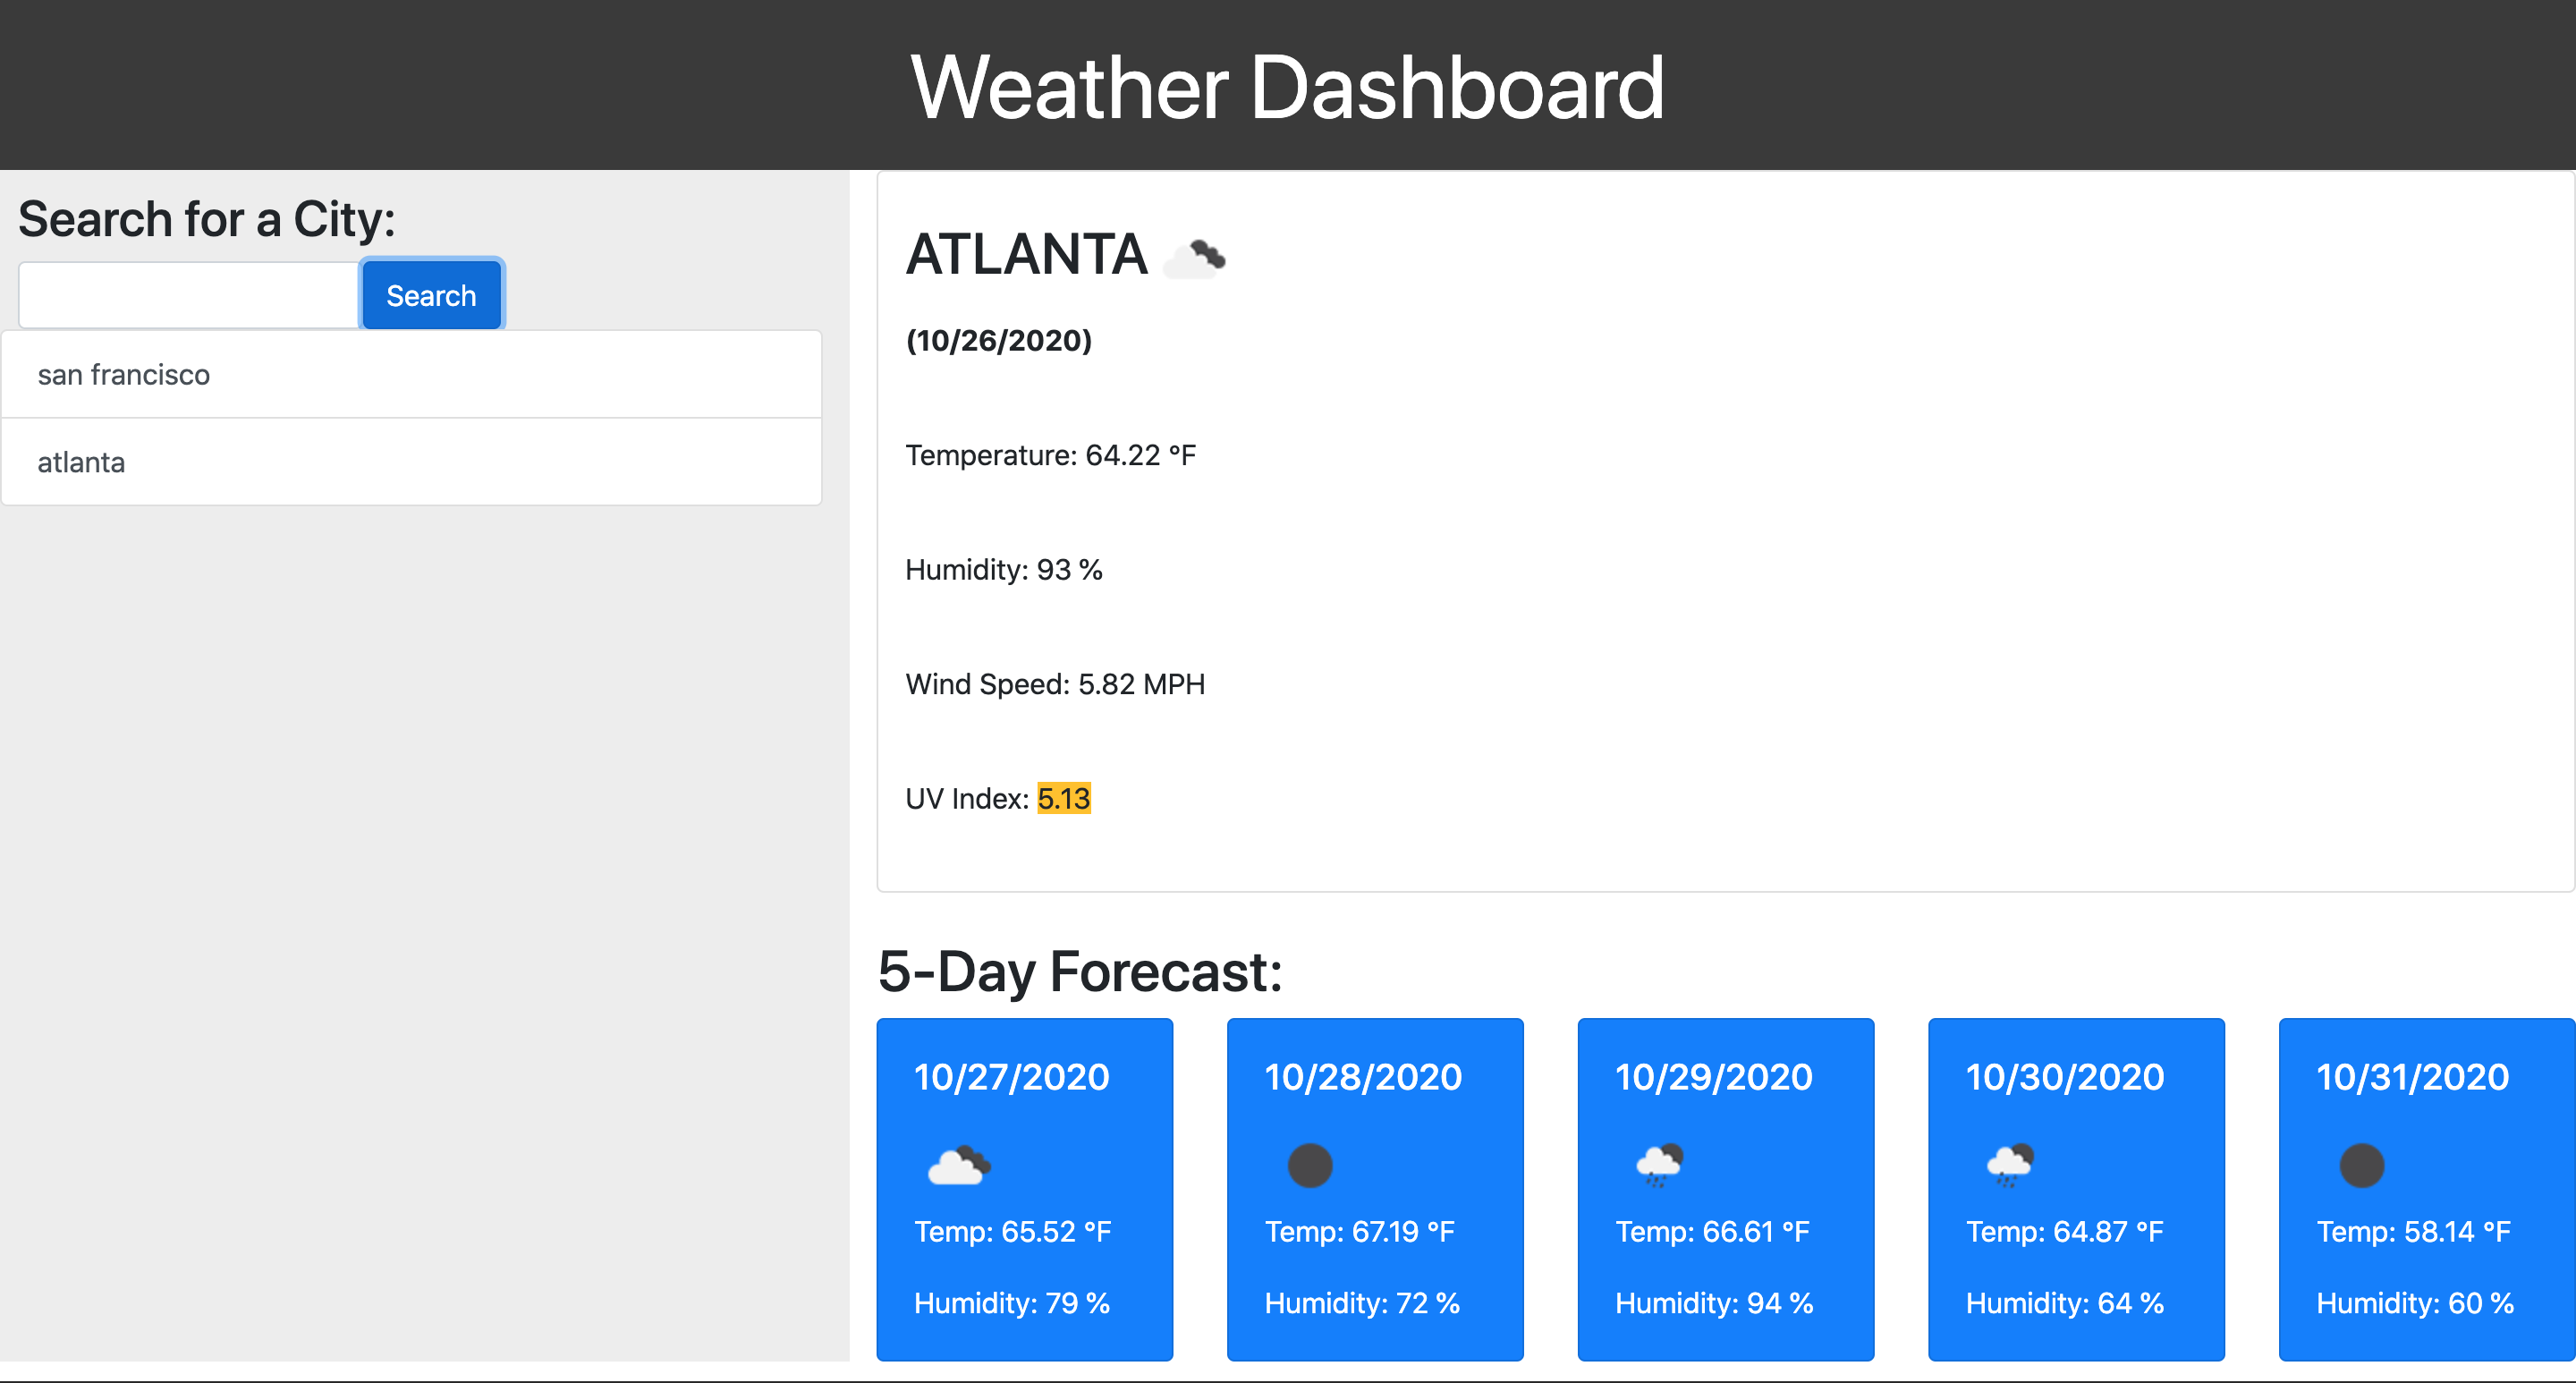 Weather Dashboard
Search for a City:
Search
san francisco
atlanta
ATLANTA
(10/26/2020)
Temperature: 64.22 °F
Humidity: 93 %
Wind Speed: 5.82 MPH
UV Index: 5.13
5-Day Forecast:
10/27/2020
Temp: 65.52 °F
Humidity: 79 %
10/28/2020
Temp: 67.19 °F
Humidity: 72 %
10/29/2020
Temp: 66.61 °F
Humidity: 94 %
10/30/2020
Temp: 64.87 °F
Humidity: 64 %
10/31/2020
Temp: 58.14 °F
Humidity: 60 %